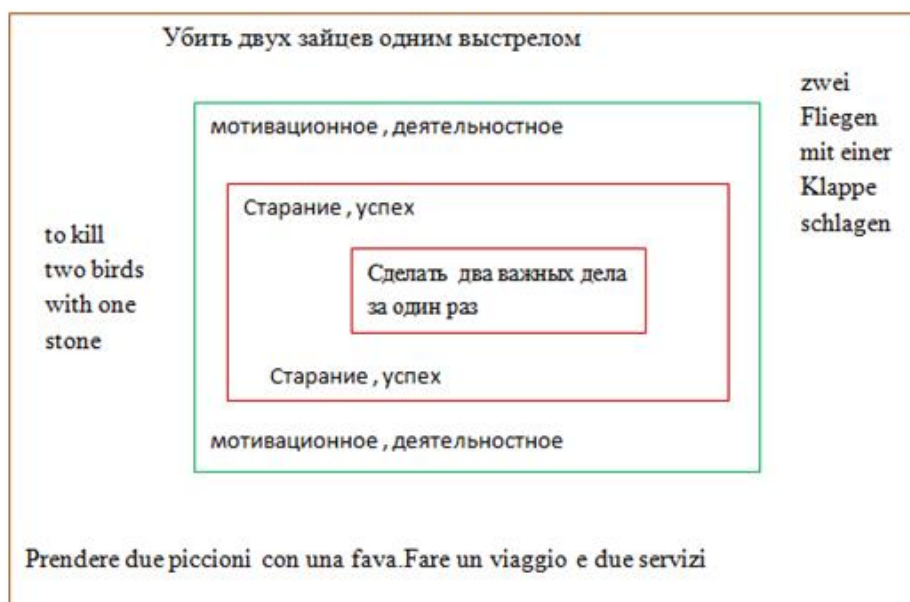 Убить двух зайцев одним выстрелом
zwei
Fliegen
mit einer
Klappe
schlagen
мотивационное , деятельностное
Старание , успех
to kill
two birds
with one
stone
Сделать два важных дела
за один раз
Старание , успех
мотивационное , деятельностное
Prendere due piccioni con una fava.Fare un viaggio e due servizi